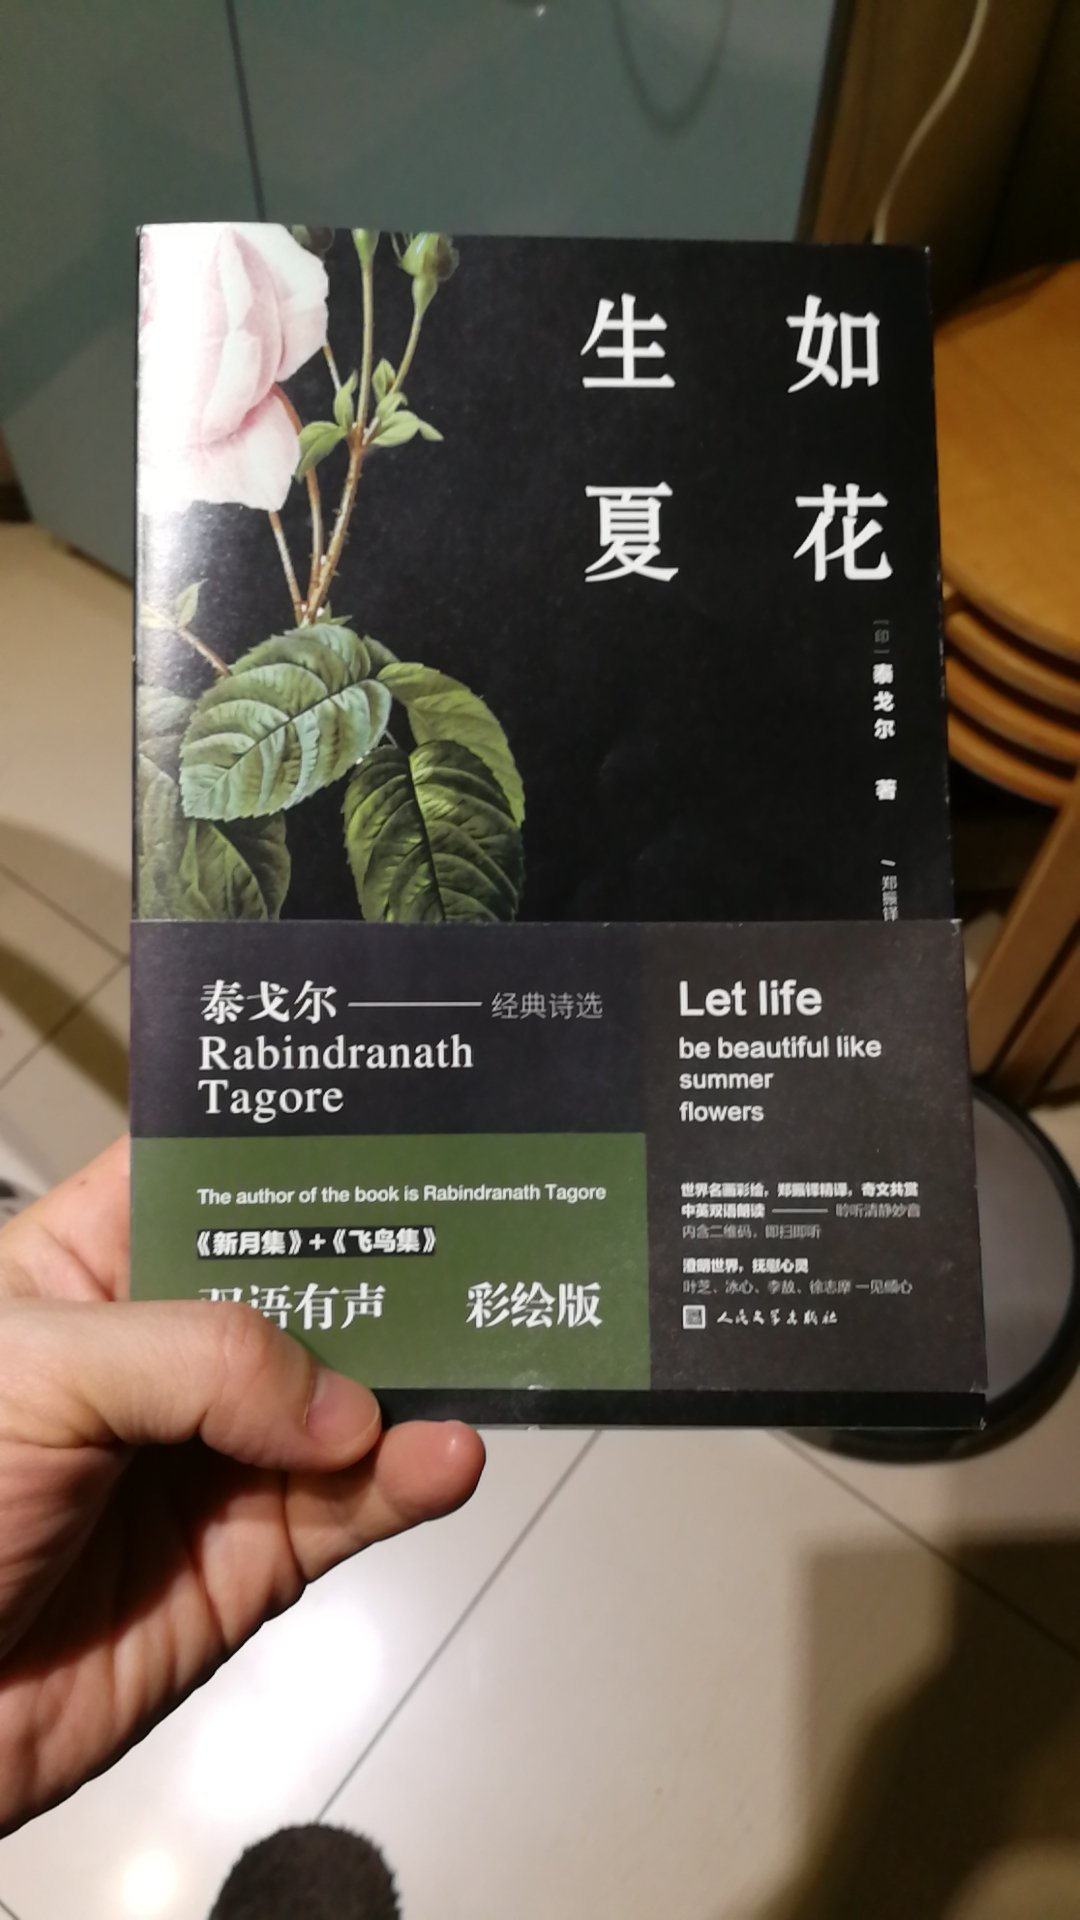 生如
夏花
[印]
泰戈尔 著
/郑振铎
泰戈尔——经典诗选
Rabindranath
Tagore
The author of the book is Rabindranath Tagore
《新月集》+《飞鸟集》
双语有声 彩绘版
Let life
be beautiful like
summer
flowers
世界名画彩绘，郑振铎精译，奇文共赏
中英双语朗读——聆听清静妙音
内含二维码，即扫即听
澄明世界，抚慰心灵
叶芝、冰心、李敖、徐志摩一见倾心
人民文学出版社